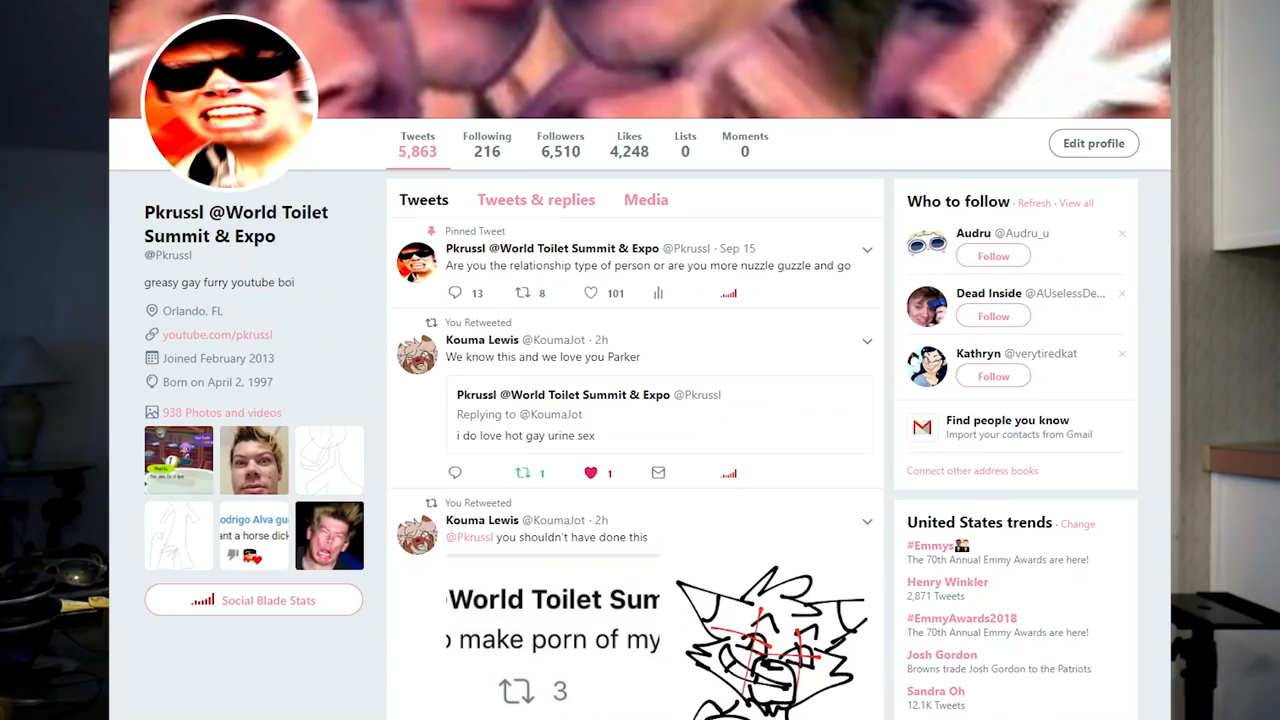 Tweets
5,863
Following
216
Followers
6,510
Likes
4,248
Lists
0
Moments
0
Edit profile
Pkrussl @World Toilet
Summit & Expo
@Pkrussl
greasy gay furry youtube boi
Orlando, FL
youtube.com/pkrussl
Joined February 2013
Born on April 2, 1997
938 Photos and videos
odrigo Alva gu
ant a horse dick
Social Blade Stats
Tweets Tweets & replies Media
Pinned Tweet
Pkrussl @World Toilet Summit & Expo @Pkrussl · Sep 15
Are you the relationship type of person or are you more nuzzle guzzle and go
13 8 101
You Retweeted
Kouma Lewis @KoumaJot · 2h
We know this and we love you Parker
Pkrussl @World Toilet Summit & Expo @Pkrussl
Replying to @KoumaJot
i do love hot gay urine sex
1 1
You Retweeted
Kouma Lewis @KoumaJot · 2h
@Pkrussl you shouldn't have done this
World Toilet Sum
o make porn of my
3
Who to follow · Refresh · View all
Audru @Audru_u
Follow
Dead Inside @AUselessDe...
Follow
Kathryn @verytiredkat
Follow
Find people you know
Import your contacts from Gmail
Connect other address books
United States trends · Change
#Emmys
The 70th Annual Emmy Awards are here!
Henry Winkler
2,871 Tweets
#EmmyAwards2018
The 70th Annual Emmy Awards are here!
Josh Gordon
Browns trade Josh Gordon to the Patriots
Sandra Oh
12.1K Tweets